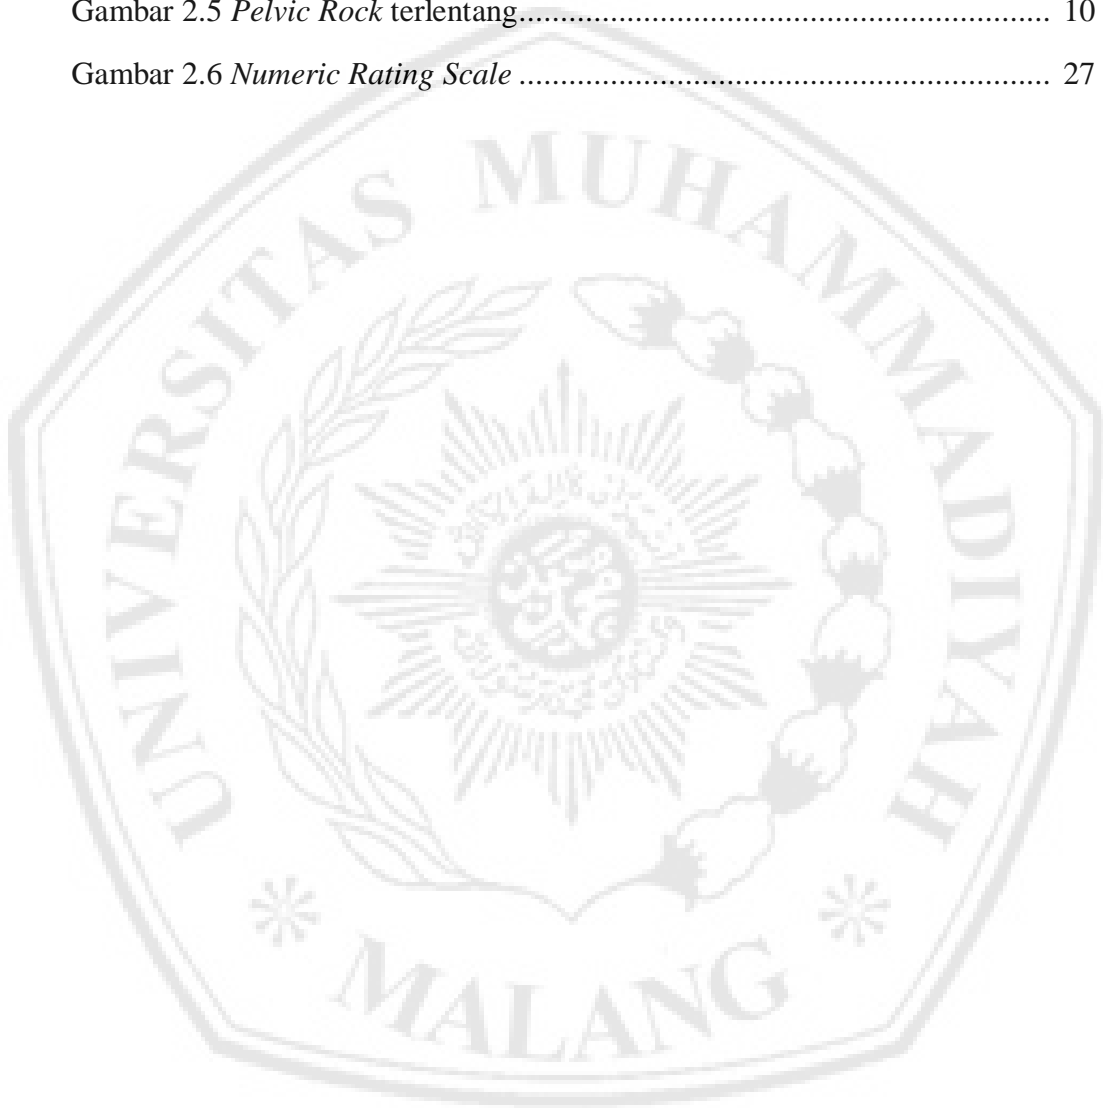 Gambar 2.5 Pelvic Rock terlentang................................................................. 10
Gambar 2.6 Numeric Rating Scale ................................................................. 27
UNIVERSITAS MUHAMMADIYAH
MALANG